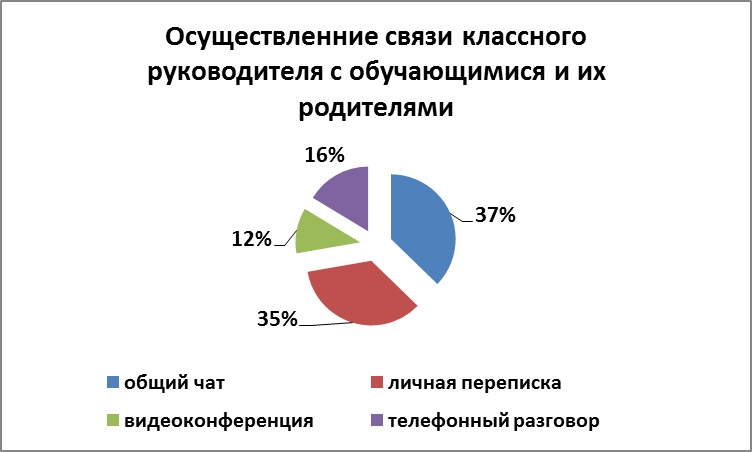 Осуществленние связи классного
руководителя с обучающимися и их
родителями
16%
37%
12%
35%
общий чат
личная переписка
видеоконференция
телефонный разговор